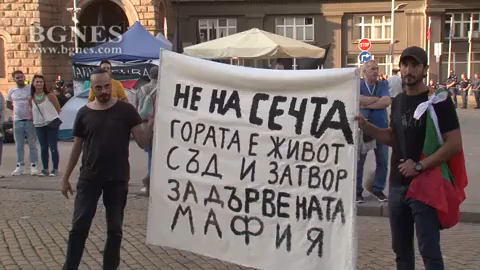 BGNES
www.bgnes.com
НЕ НА СЕЧТА
ГОРАТА Е ЖИВОТ
СЪД И ЗАТВОР
ЗА ДЪРВЕНАТА
МАФИЯ